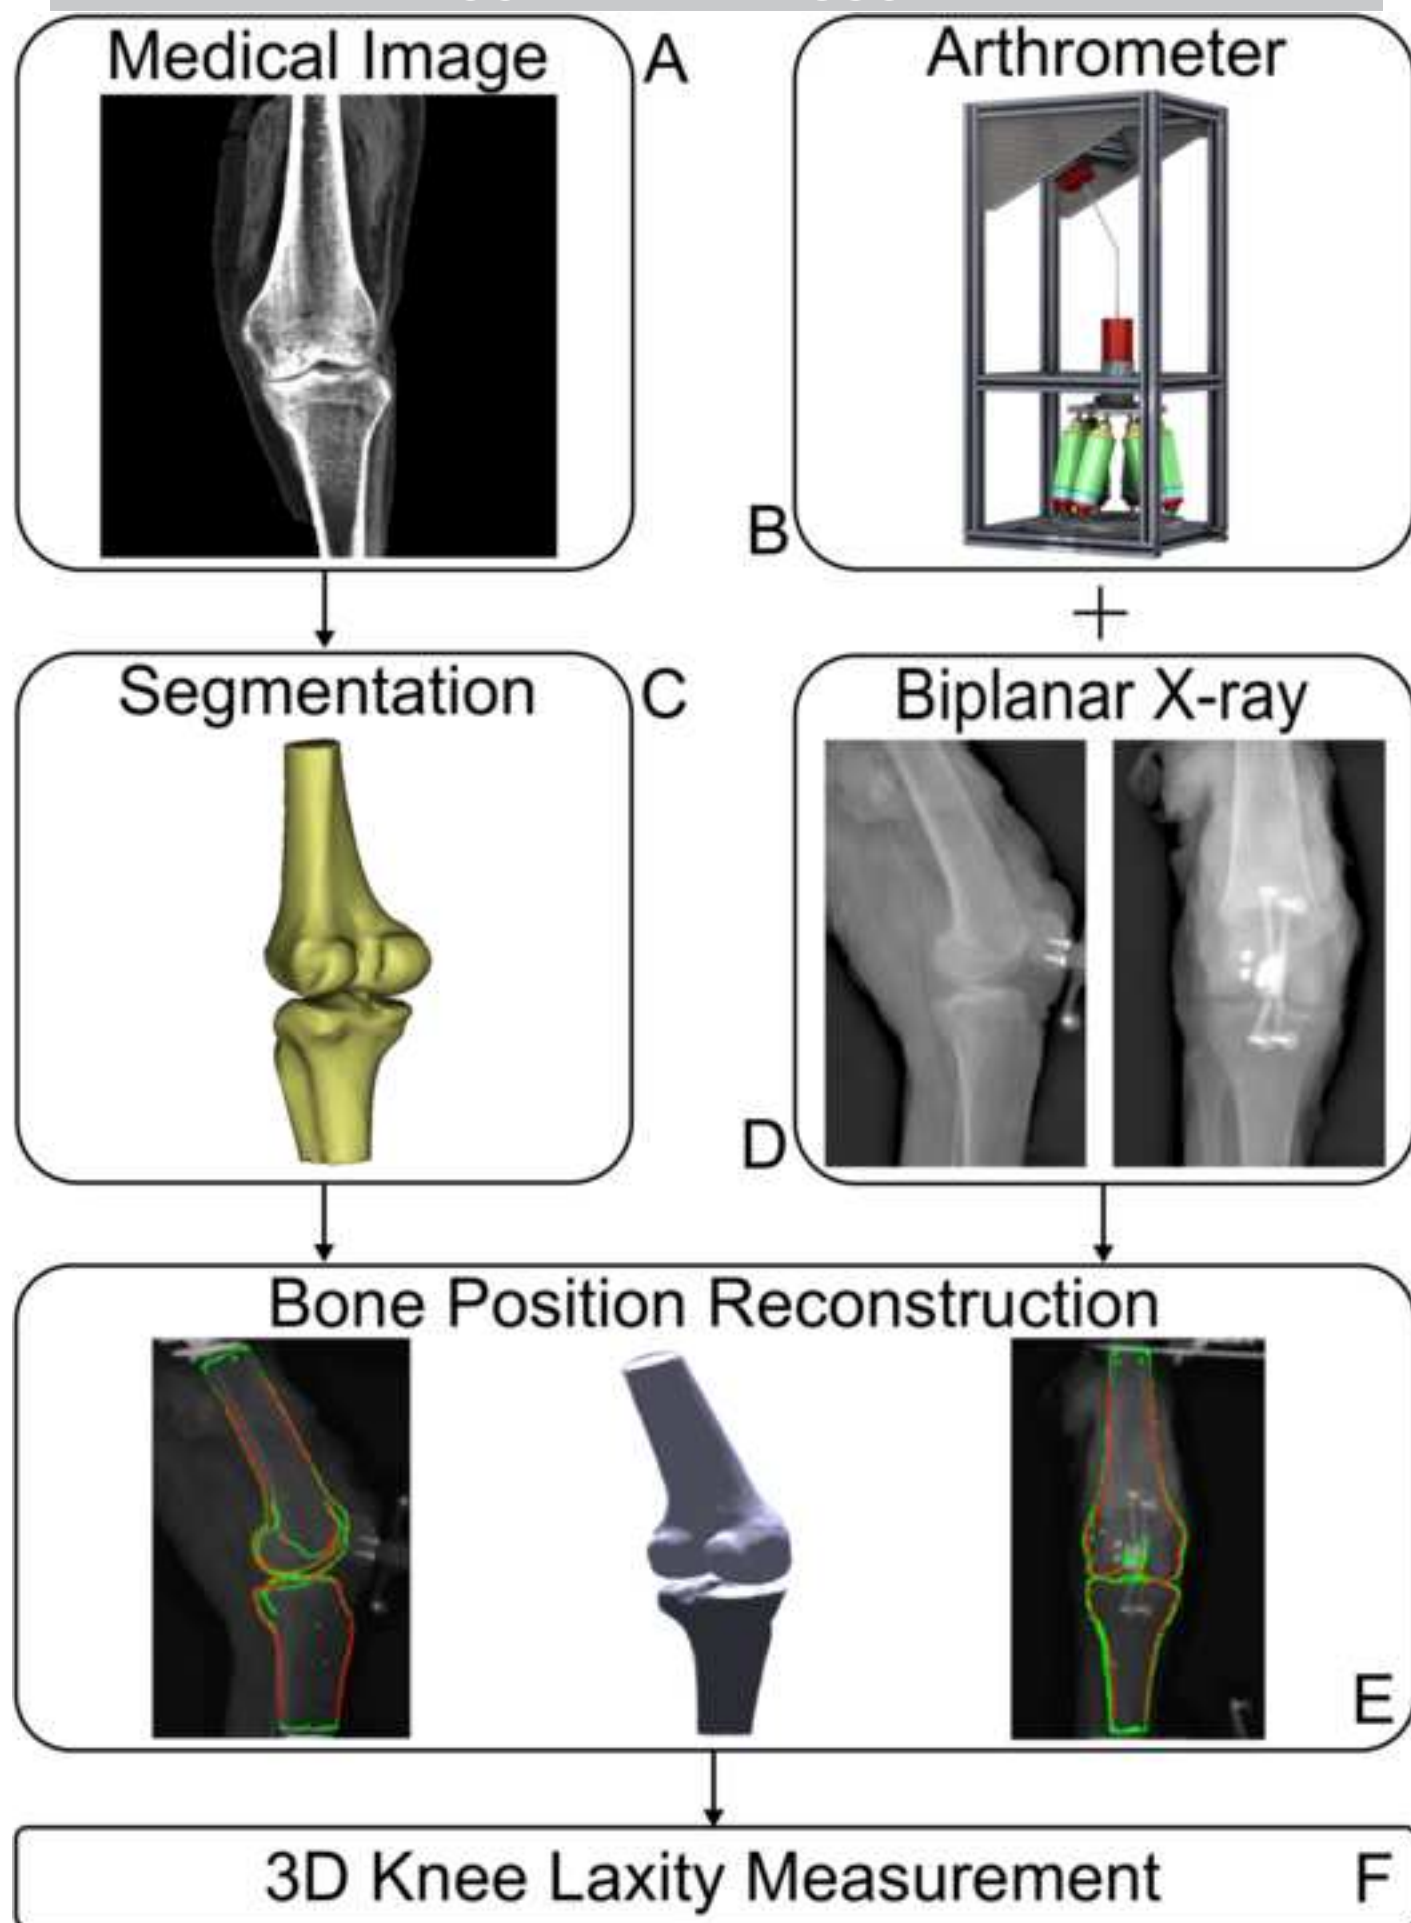 Medical Image
A
Arthrometer
B
+
Segmentation
C
Biplanar X-ray
D
Bone Position Reconstruction
E
3D Knee Laxity Measurement
F